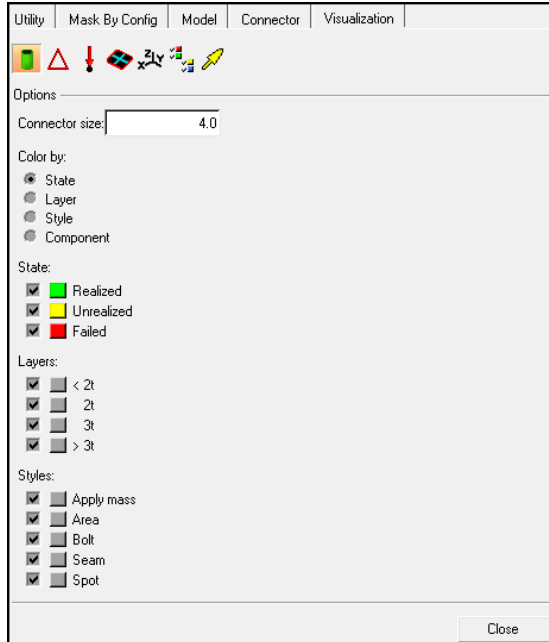 Utility Mask By Config Model Connector Visualization
Z Y X
Options
Connector size: 4.0
Color by:
State
Layer
Style
Component
State:
Realized
Unrealized
Failed
Layers:
< 2t
2t
3t
> 3t
Styles:
Apply mass
Area
Bolt
Seam
Spot
Close